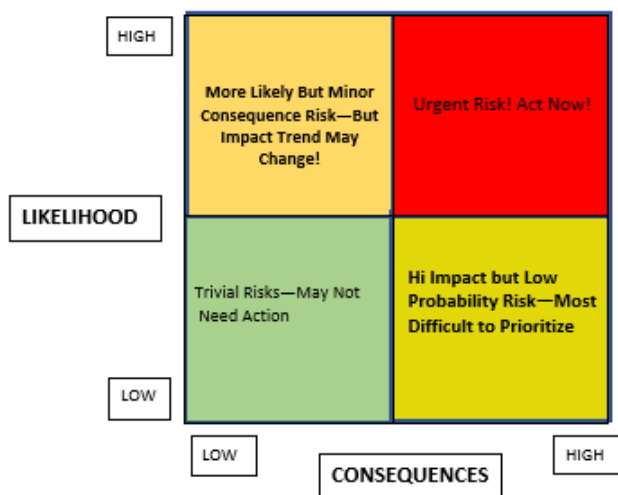 HIGH
More Likely But Minor
Consequence Risk—But
Impact Trend May
Change!
Urgent Risk! Act Now!
LIKELIHOOD
Trivial Risks—May Not
Need Action
Hi Impact but Low
Probability Risk—Most
Difficult to Prioritize
LOW
LOW
CONSEQUENCES
HIGH